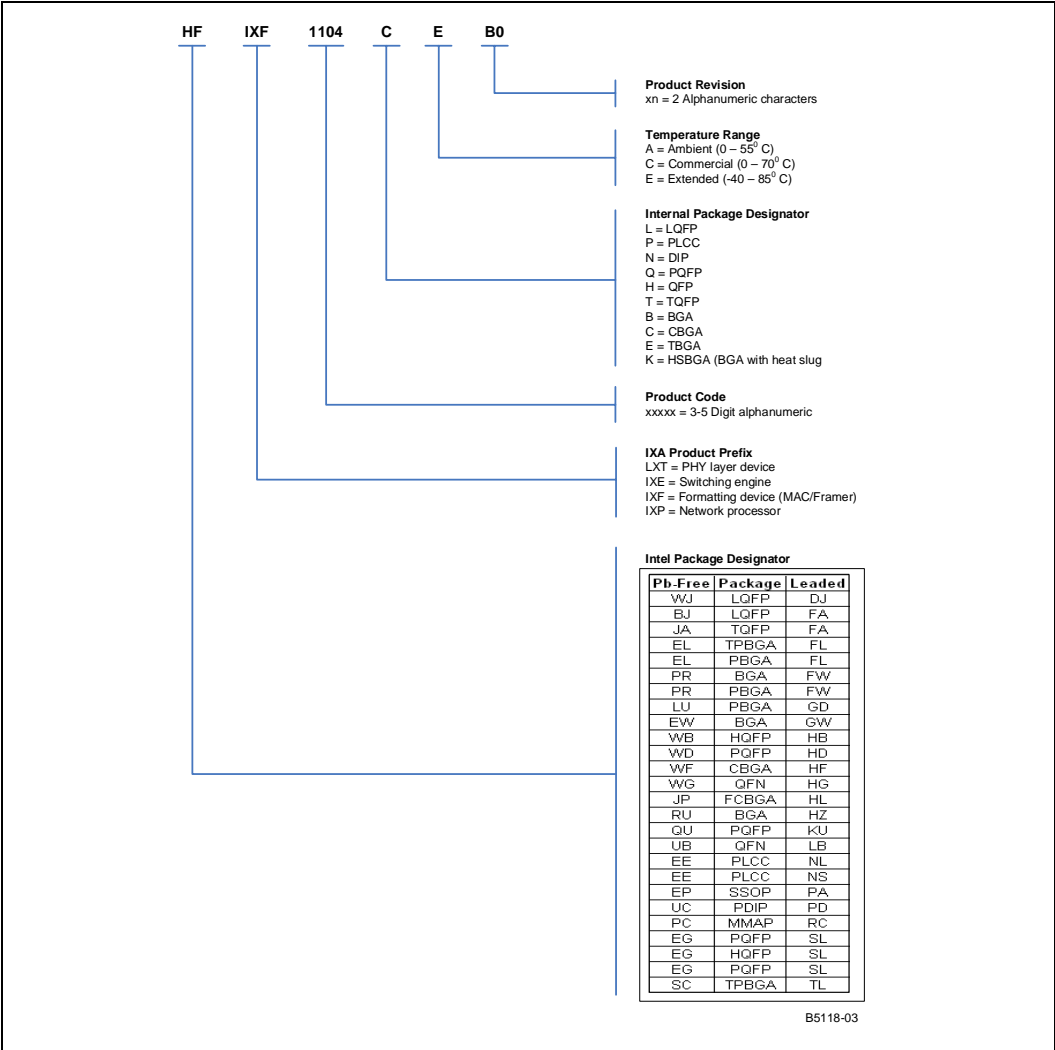 HF IXF 1104 C E B0
Product Revision
xn = 2 Alphanumeric characters
Temperature Range
A = Ambient (0 – 55⁰ C)
C = Commercial (0 – 70⁰ C)
E = Extended (-40 – 85⁰ C)
Internal Package Designator
L = LQFP
P = PLCC
N = DIP
Q = PQFP
H = QFP
T = TQFP
B = BGA
C = CBGA
E = TBGA
K = HSBGA (BGA with heat slug
Product Code
xxxxx = 3-5 Digit alphanumeric
IXA Product Prefix
LXT = PHY layer device
IXE = Switching engine
IXF = Formatting device (MAC/Framer)
IXP = Network processor
Intel Package Designator
Pb-Free Package Leaded
WJ LQFP DJ
BJ LQFP FA
JA TQFP FA
EL TPBGA FL
EL PBGA FL
PR BGA FW
PR PBGA FW
LU PBGA GD
EW BGA GW
WB HQFP HB
WD PQFP HD
WF CBGA HF
WG QFN HG
JP FCBGA HL
RU BGA HZ
QU PQFP KU
UB QFN LB
EE PLCC NL
EE PLCC NS
EP SSOP PA
UC PDIP PD
PC MMAP RC
EG PQFP SL
EG HQFP SL
EG PQFP SL
SC TPBGA TL
B5118-03